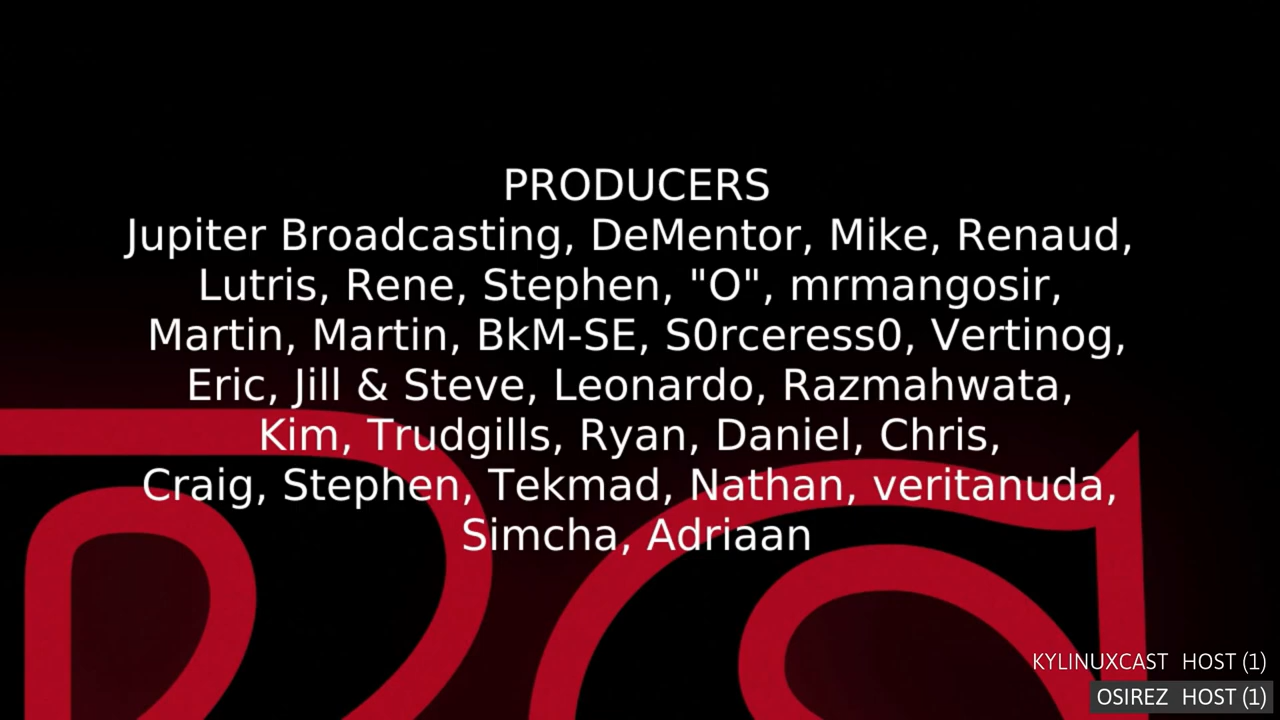 PRODUCERS
Jupiter Broadcasting, DeMentor, Mike, Renaud,
Lutris, Rene, Stephen, "O", mrmangosir,
Martin, Martin, BkM-SE, S0rceress0, Vertinog,
Eric, Jill & Steve, Leonardo, Razmahwata,
Kim, Trudgills, Ryan, Daniel, Chris,
Craig, Stephen, Tekmad, Nathan, veritanuda,
Simcha, Adriaan
KYLINUXCAST HOST (1)
OSIREZ HOST (1)